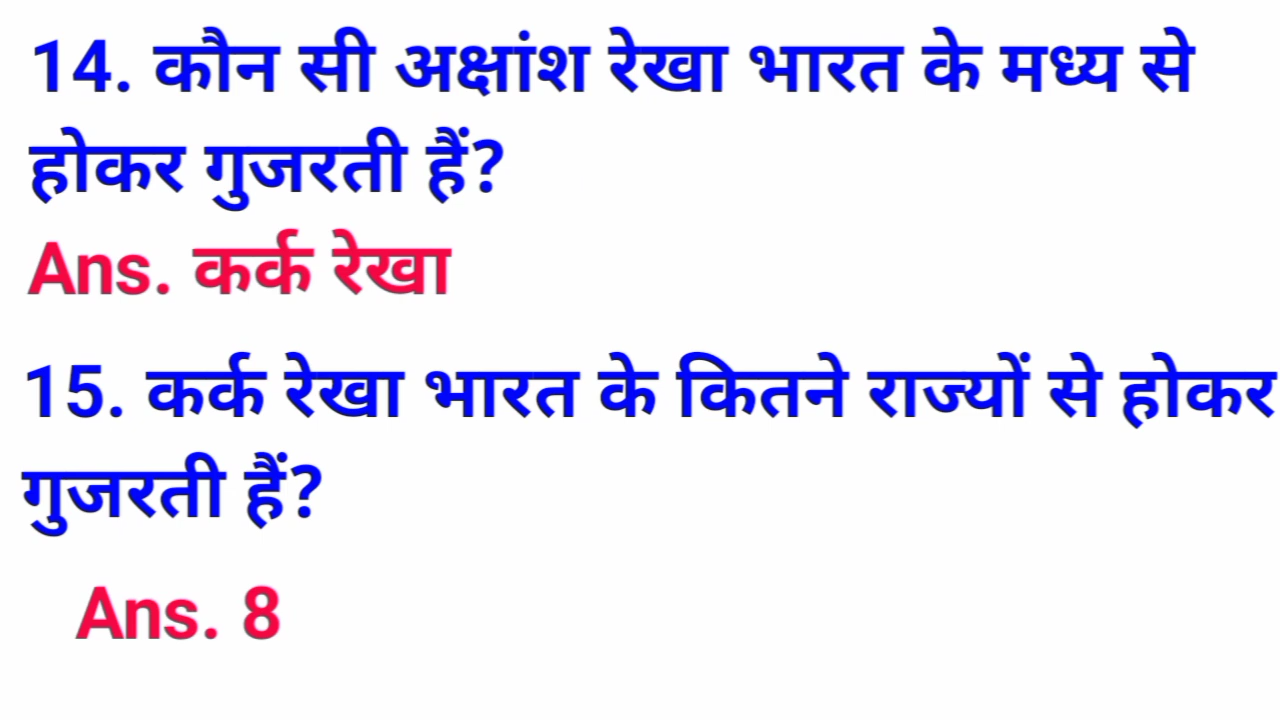 14. कौन सी अक्षांश रेखा भारत के मध्य से
होकर गुजरती हैं?
Ans. कर्क रेखा
15. कर्क रेखा भारत के कितने राज्यों से होकर
गुजरती हैं?
Ans. 8